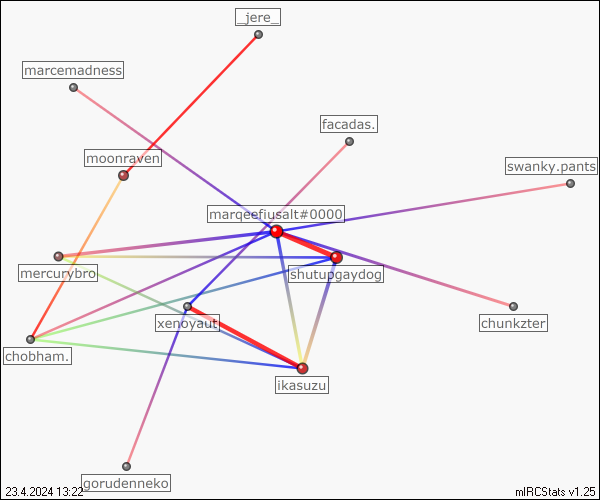 _jere_
marcemadness
facadas.
moonraven
swanky.pants
marqeefiusalt#0000
mercurybro
shutupgaydog
xenoyaut
chunkzter
chobham.
ikasuzu
gorudenneko
23.4.2024 13:22
mIRCStats v1.25